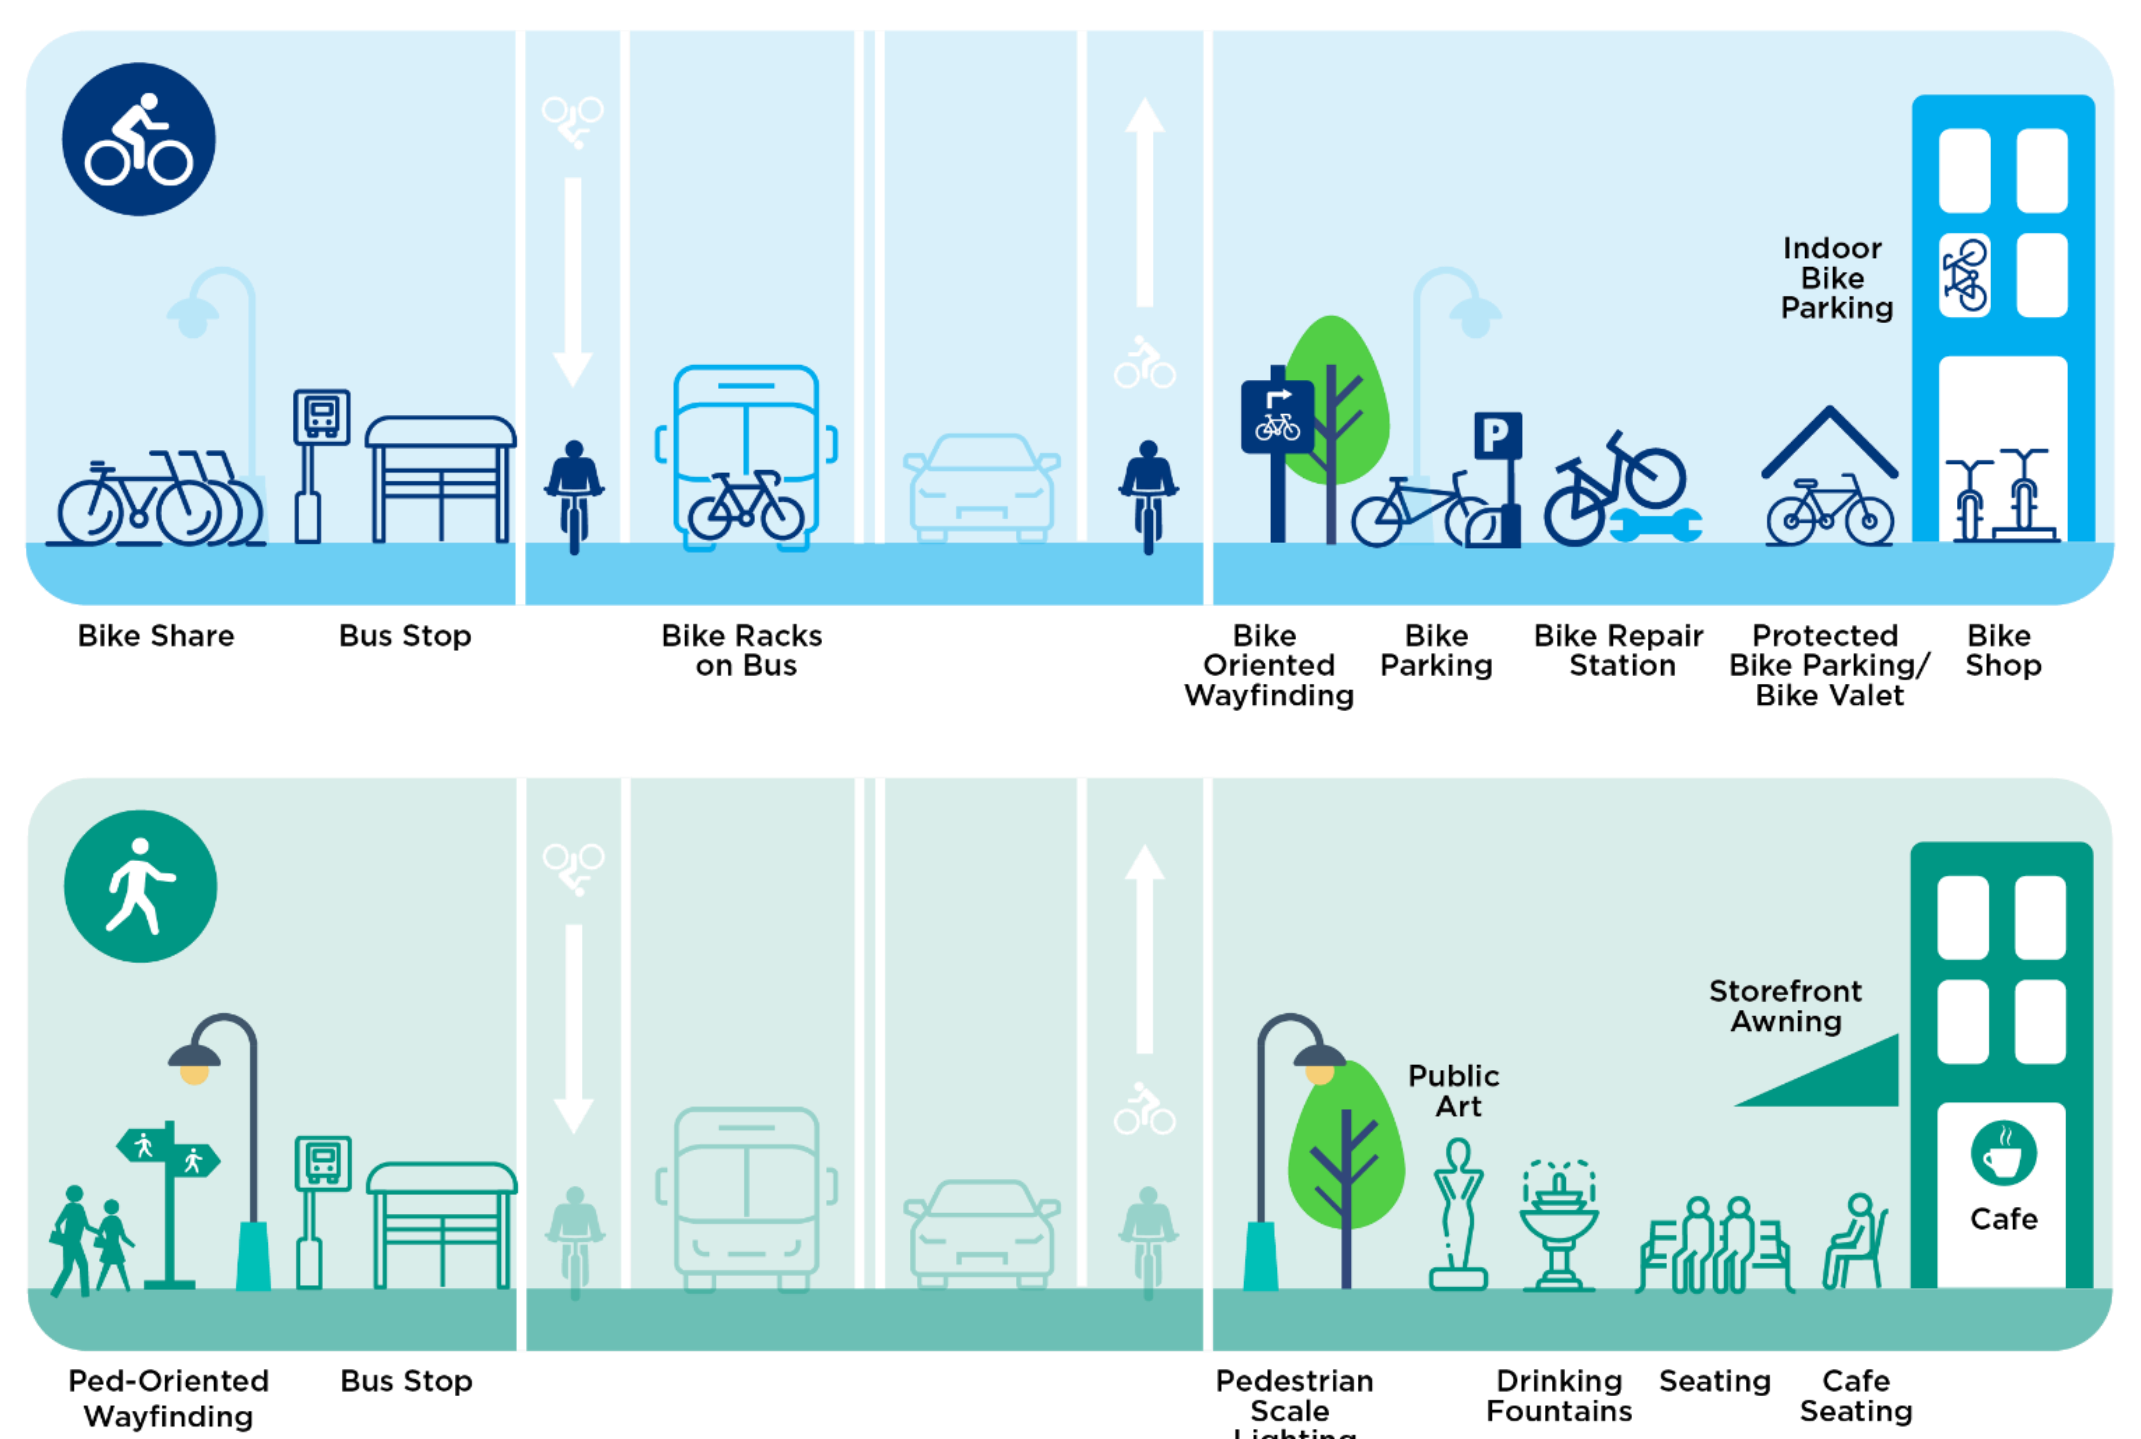 Indoor
Bike
Parking
P
Bike Share
Bus Stop
Bike Racks
on Bus
Bike
Oriented
Wayfinding
Bike
Parking
Bike Repair
Station
Protected
Bike Parking/
Bike Valet
Bike
Shop
Storefront
Awning
Public
Art
Cafe
Ped-Oriented
Wayfinding
Bus Stop
Pedestrian
Scale
Lighting
Drinking
Fountains
Seating
Cafe
Seating